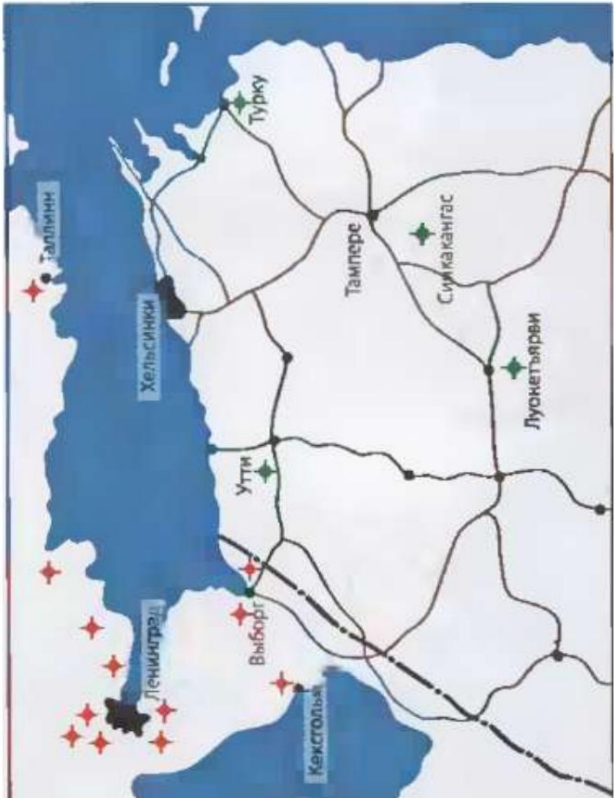 Таллинн
Хельсинки
Турку
Тампере
Сиикакангас
Луонетъярви
Утти
Выборг
Ленинград
Кексгольм